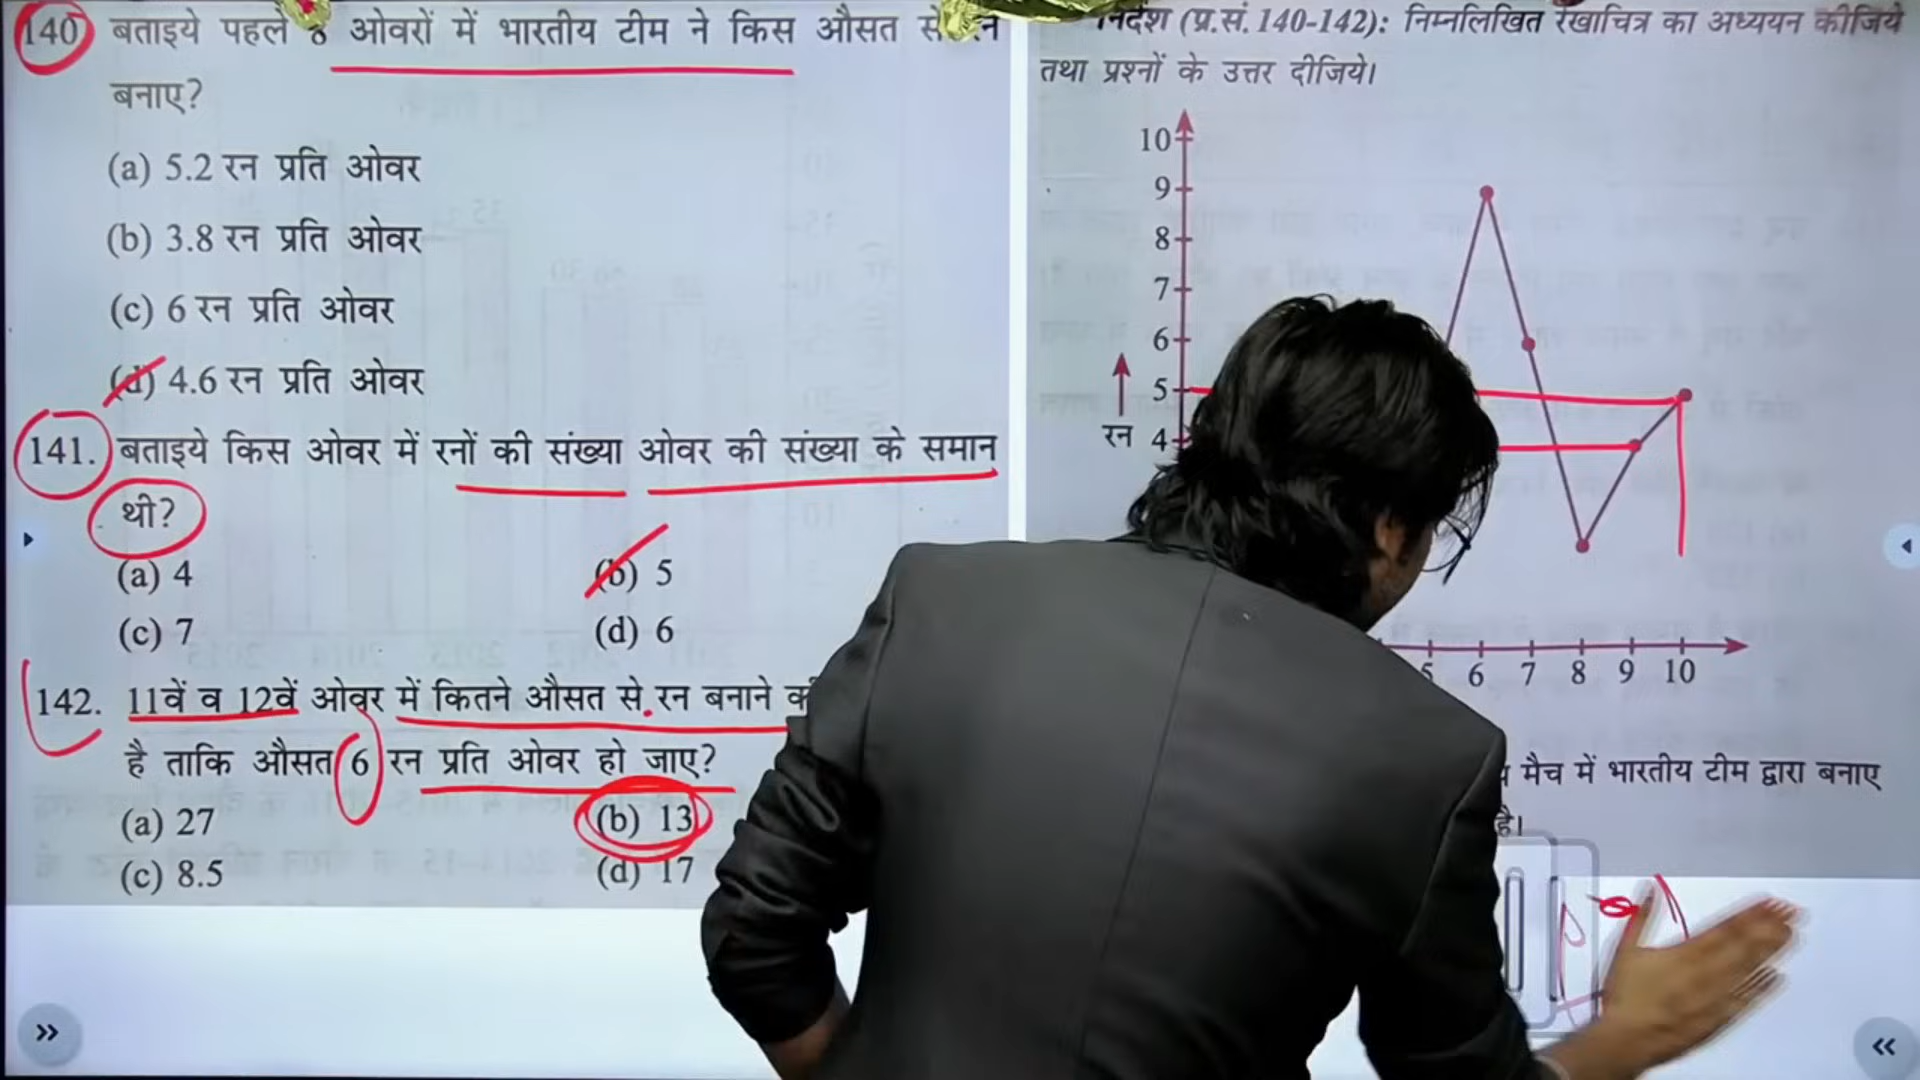 140 बताइये पहले 8 ओवरों में भारतीय टीम ने किस औसत से
बनाए?
(a) 5.2 रन प्रति ओवर
(b) 3.8 रन प्रति ओवर
(c) 6 रन प्रति ओवर
(d) 4.6 रन प्रति ओवर
141. बताइये किस ओवर में रनों की संख्या ओवर की संख्या के समान
थी?
(a) 4
(b) 5
(c) 7
(d) 6
142. 11वें व 12वें ओवर में कितने औसत से रन बनाने
है ताकि औसत 6 रन प्रति ओवर हो जाए?
(a) 27
(b) 13
(c) 8.5
(d) 17
निर्देश (प्र.सं. 140-142): निम्नलिखित रेखाचित्र का अध्ययन कीजिये
तथा प्रश्नों के उत्तर दीजिये।
10
9
8
7
6
5
रन 4
5 6 7 8 9 10
मैच में भारतीय टीम द्वारा बनाए
है।